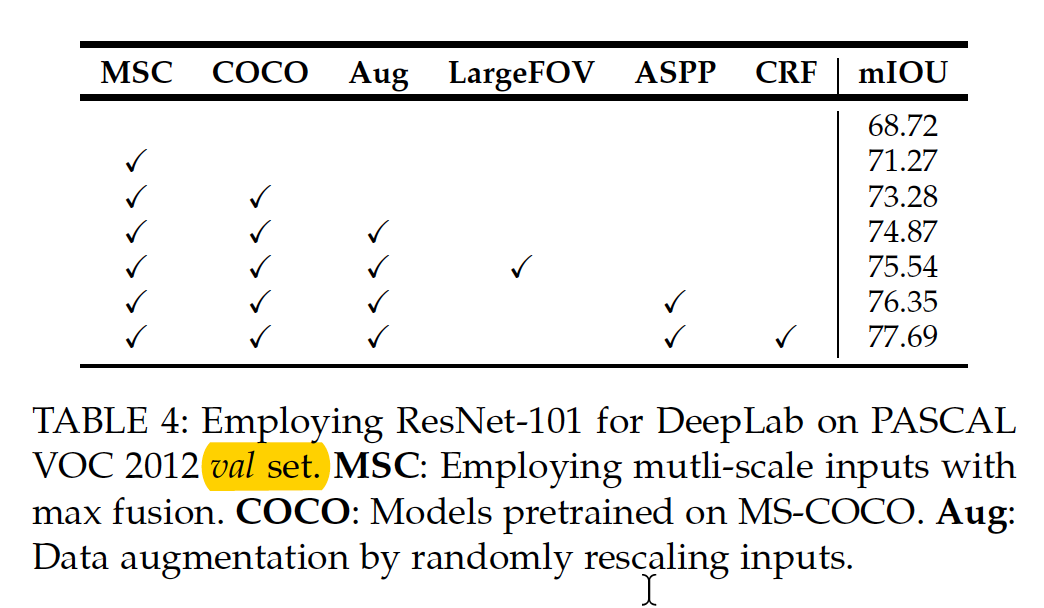 MSC COCO Aug LargeFOV ASPP CRF mIOU
68.72
✓ 71.27
✓ ✓ 73.28
✓ ✓ ✓ 74.87
✓ ✓ ✓ ✓ 75.54
✓ ✓ ✓ ✓ 76.35
✓ ✓ ✓ ✓ ✓ 77.69
TABLE 4: Employing ResNet-101 for DeepLab on PASCAL
VOC 2012 val set. MSC: Employing mutli-scale inputs with
max fusion. COCO: Models pretrained on MS-COCO. Aug:
Data augmentation by randomly rescaling inputs.